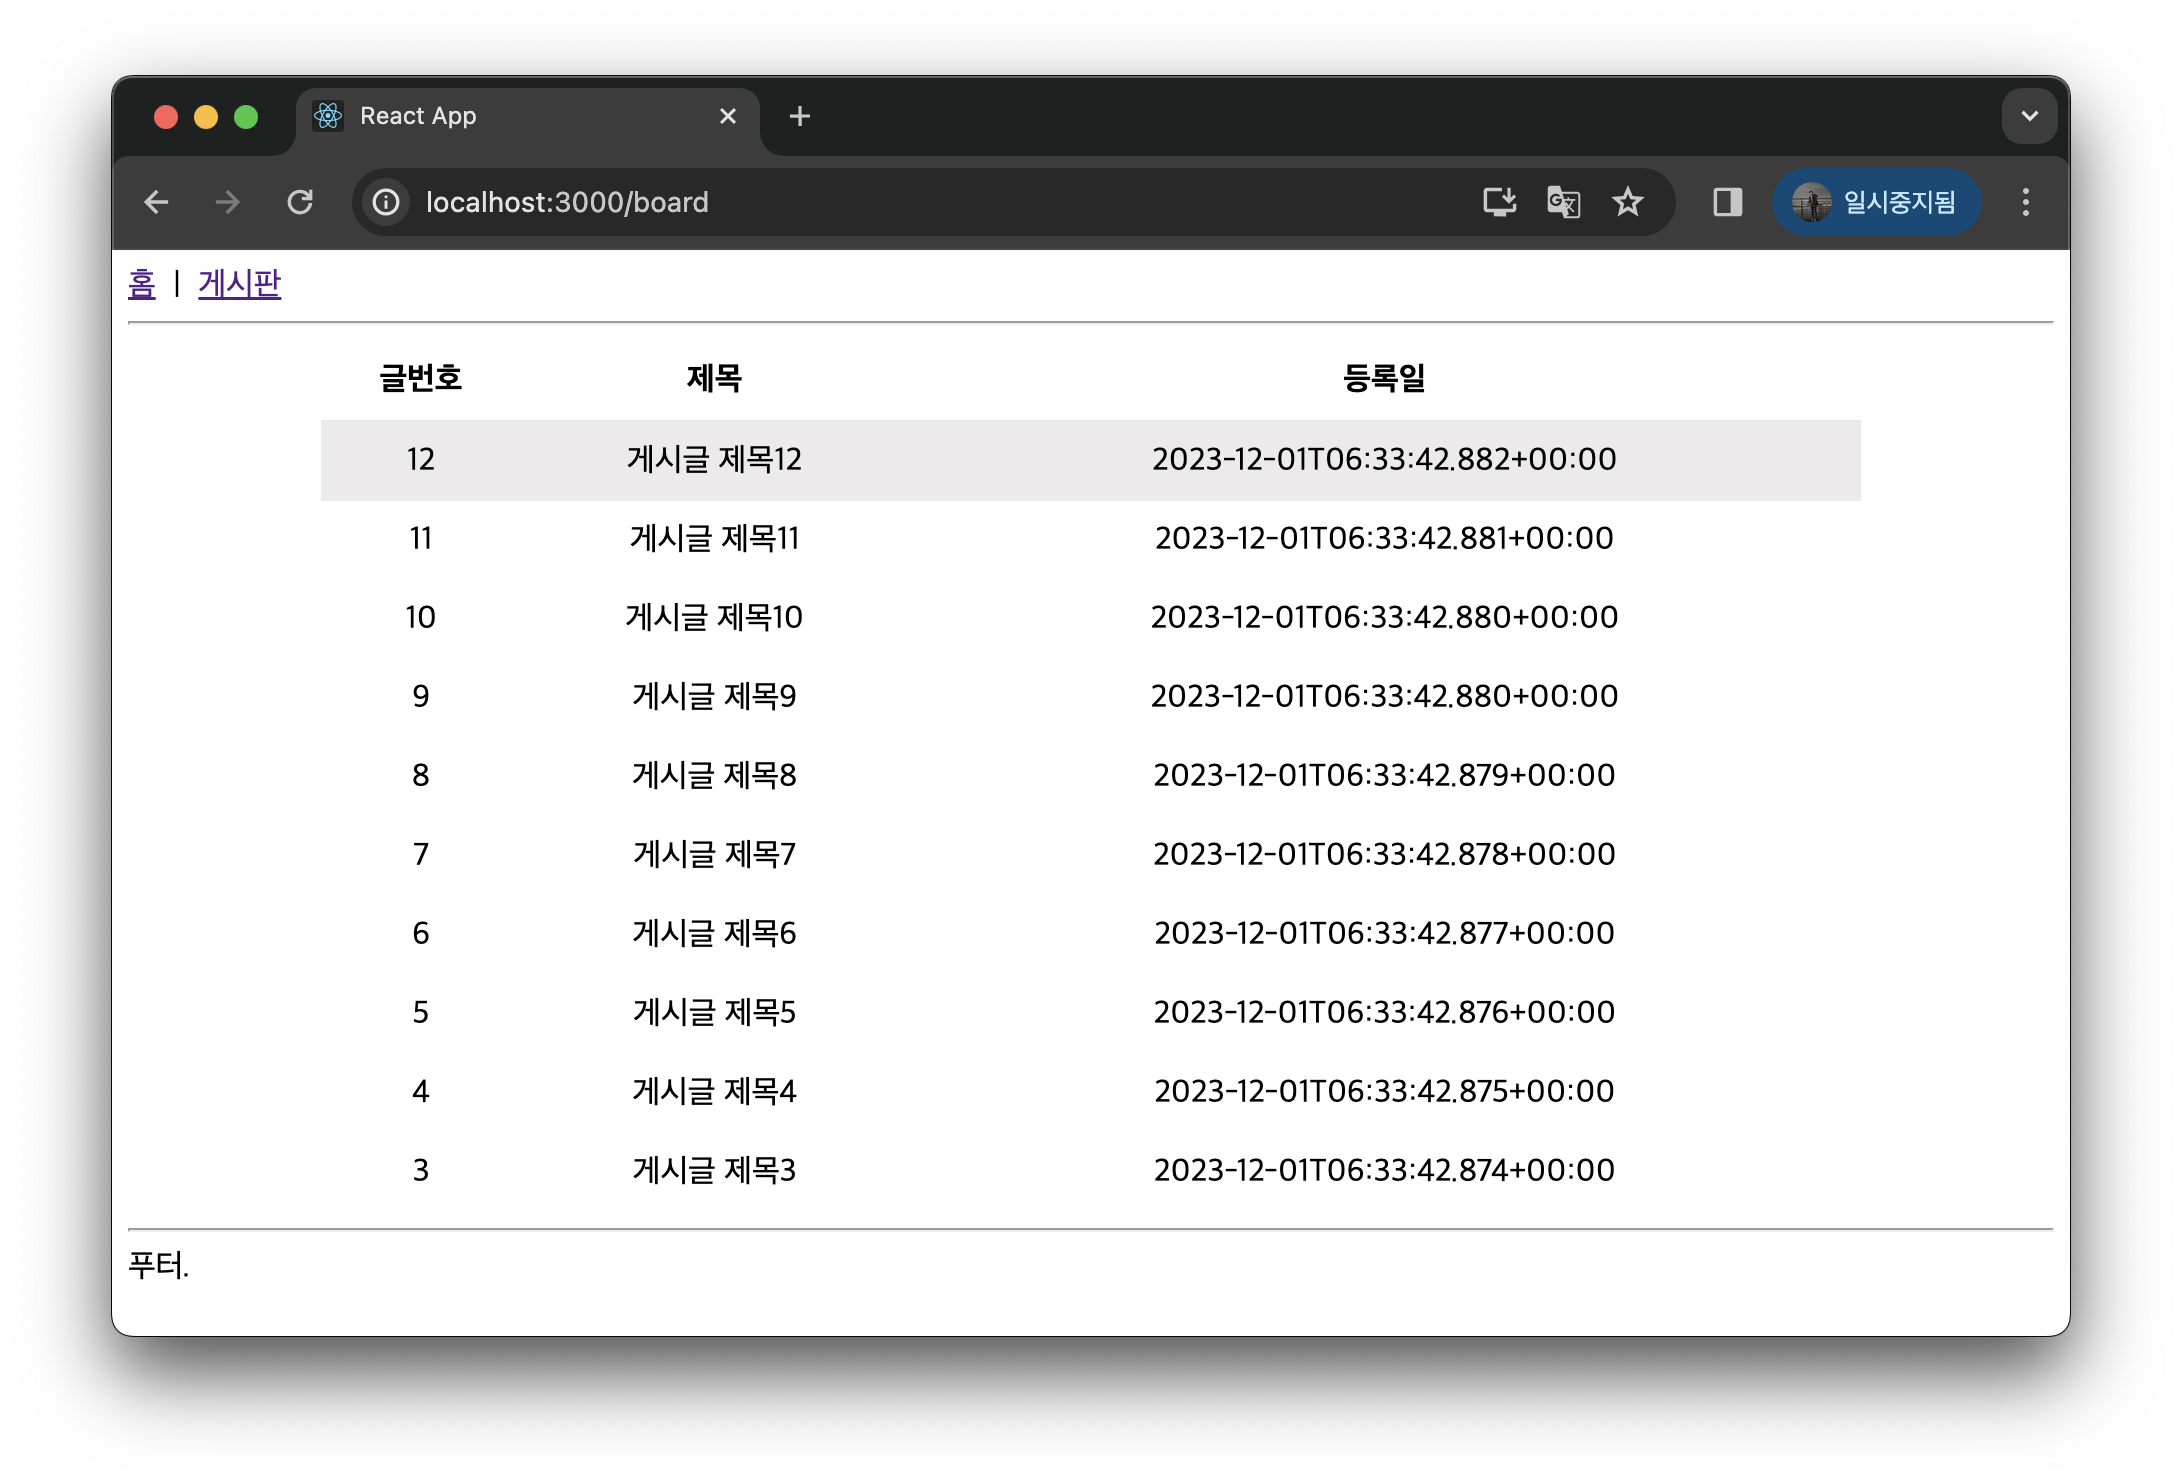 React App
localhost:3000/board
일시중지됨
홈 | 게시판
글번호 제목 등록일
12 게시글 제목12 2023-12-01T06:33:42.882+00:00
11 게시글 제목11 2023-12-01T06:33:42.881+00:00
10 게시글 제목10 2023-12-01T06:33:42.880+00:00
9 게시글 제목9 2023-12-01T06:33:42.880+00:00
8 게시글 제목8 2023-12-01T06:33:42.879+00:00
7 게시글 제목7 2023-12-01T06:33:42.878+00:00
6 게시글 제목6 2023-12-01T06:33:42.877+00:00
5 게시글 제목5 2023-12-01T06:33:42.876+00:00
4 게시글 제목4 2023-12-01T06:33:42.875+00:00
3 게시글 제목3 2023-12-01T06:33:42.874+00:00
푸터.